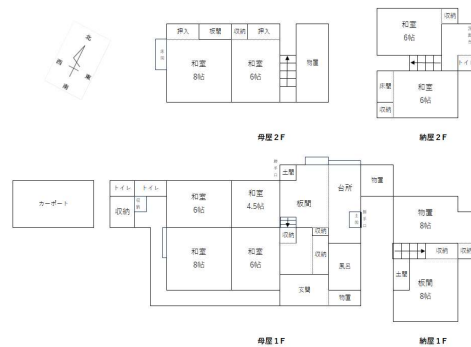 北
東
西
南
押入
板間
収納
押入
和室
8帖
和室
6帖
物置
母屋2F
和室
6帖
収納
トイレ
床間
収納
和室
6帖
納屋2F
カーポート
トイレ
トイレ
収納
和室
6帖
和室
4.5帖
土間
板間
台所
物置
和室
8帖
和室
6帖
収納
収納
収納
風呂
玄関
物置
母屋1F
物置
8帖
収納
収納
土間
板間
8帖
納屋1F